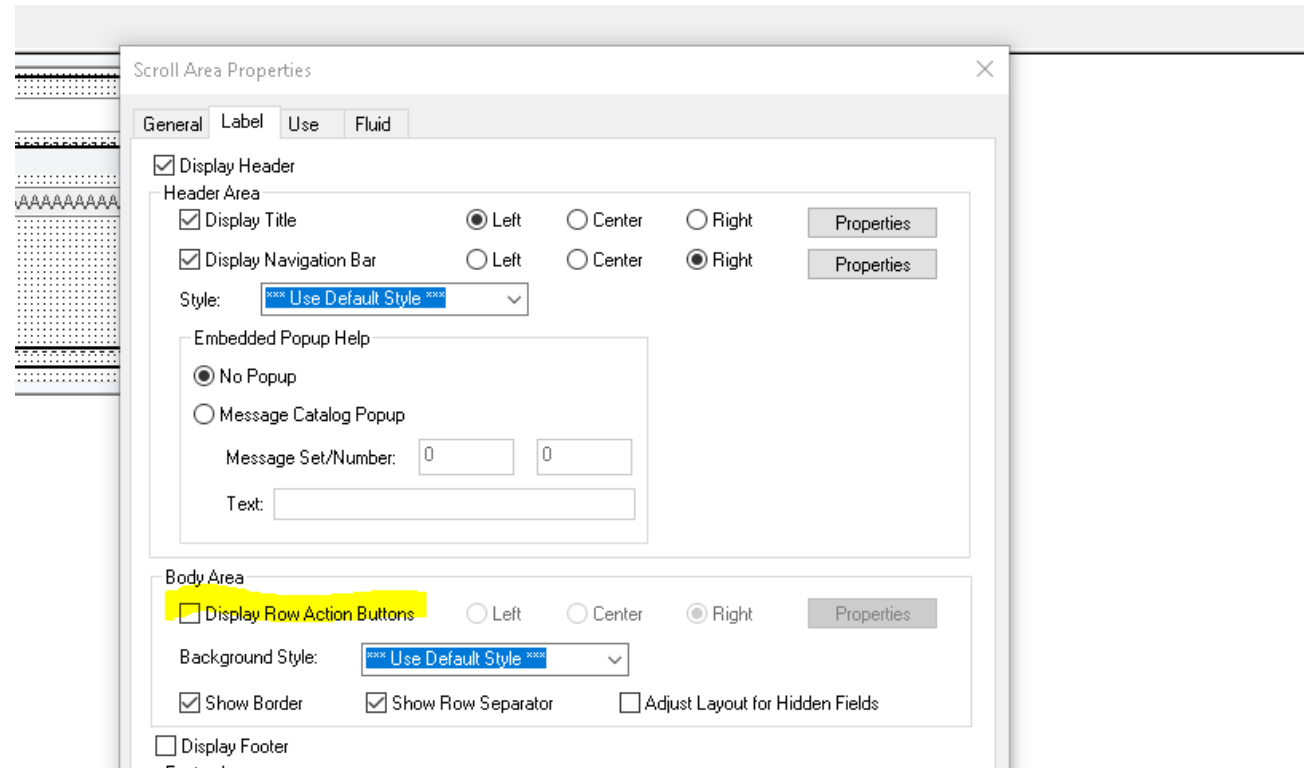 Scroll Area Properties
General Label Use Fluid
Display Header
Header Area
Display Title Left Center Right Properties
Display Navigation Bar Left Center Right Properties
Style: *** Use Default Style ***
Embedded Popup Help
No Popup
Message Catalog Popup
Message Set/Number: 0 0
Text:
Body Area
Display Row Action Buttons Left Center Right Properties
Background Style: *** Use Default Style ***
Show Border Show Row Separator Adjust Layout for Hidden Fields
Display Footer